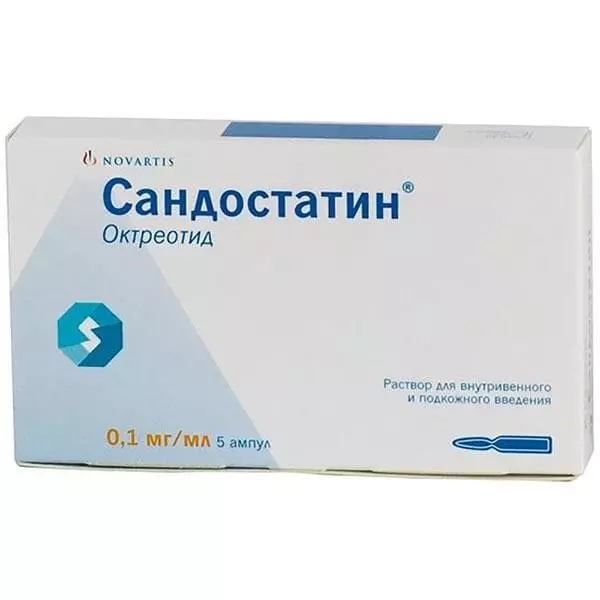 NOVARTIS
Сандостатин®
Октреотид
S
Раствор для внутривенного
и подкожного введения
0,1 мг/мл 5 ампул